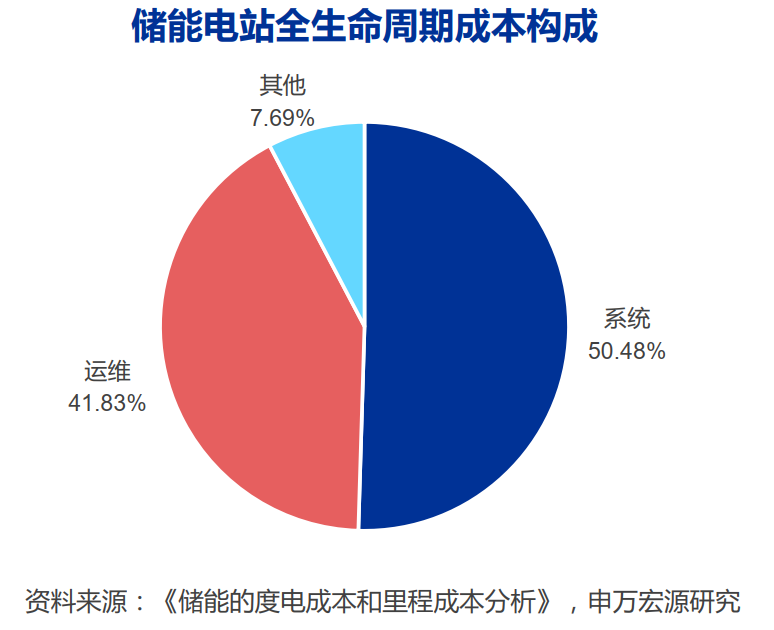 储能电站全生命周期成本构成
其他
7.69%
系统
50.48%
运维
41.83%
资料来源：《储能的度电成本和里程成本分析》，申万宏源研究